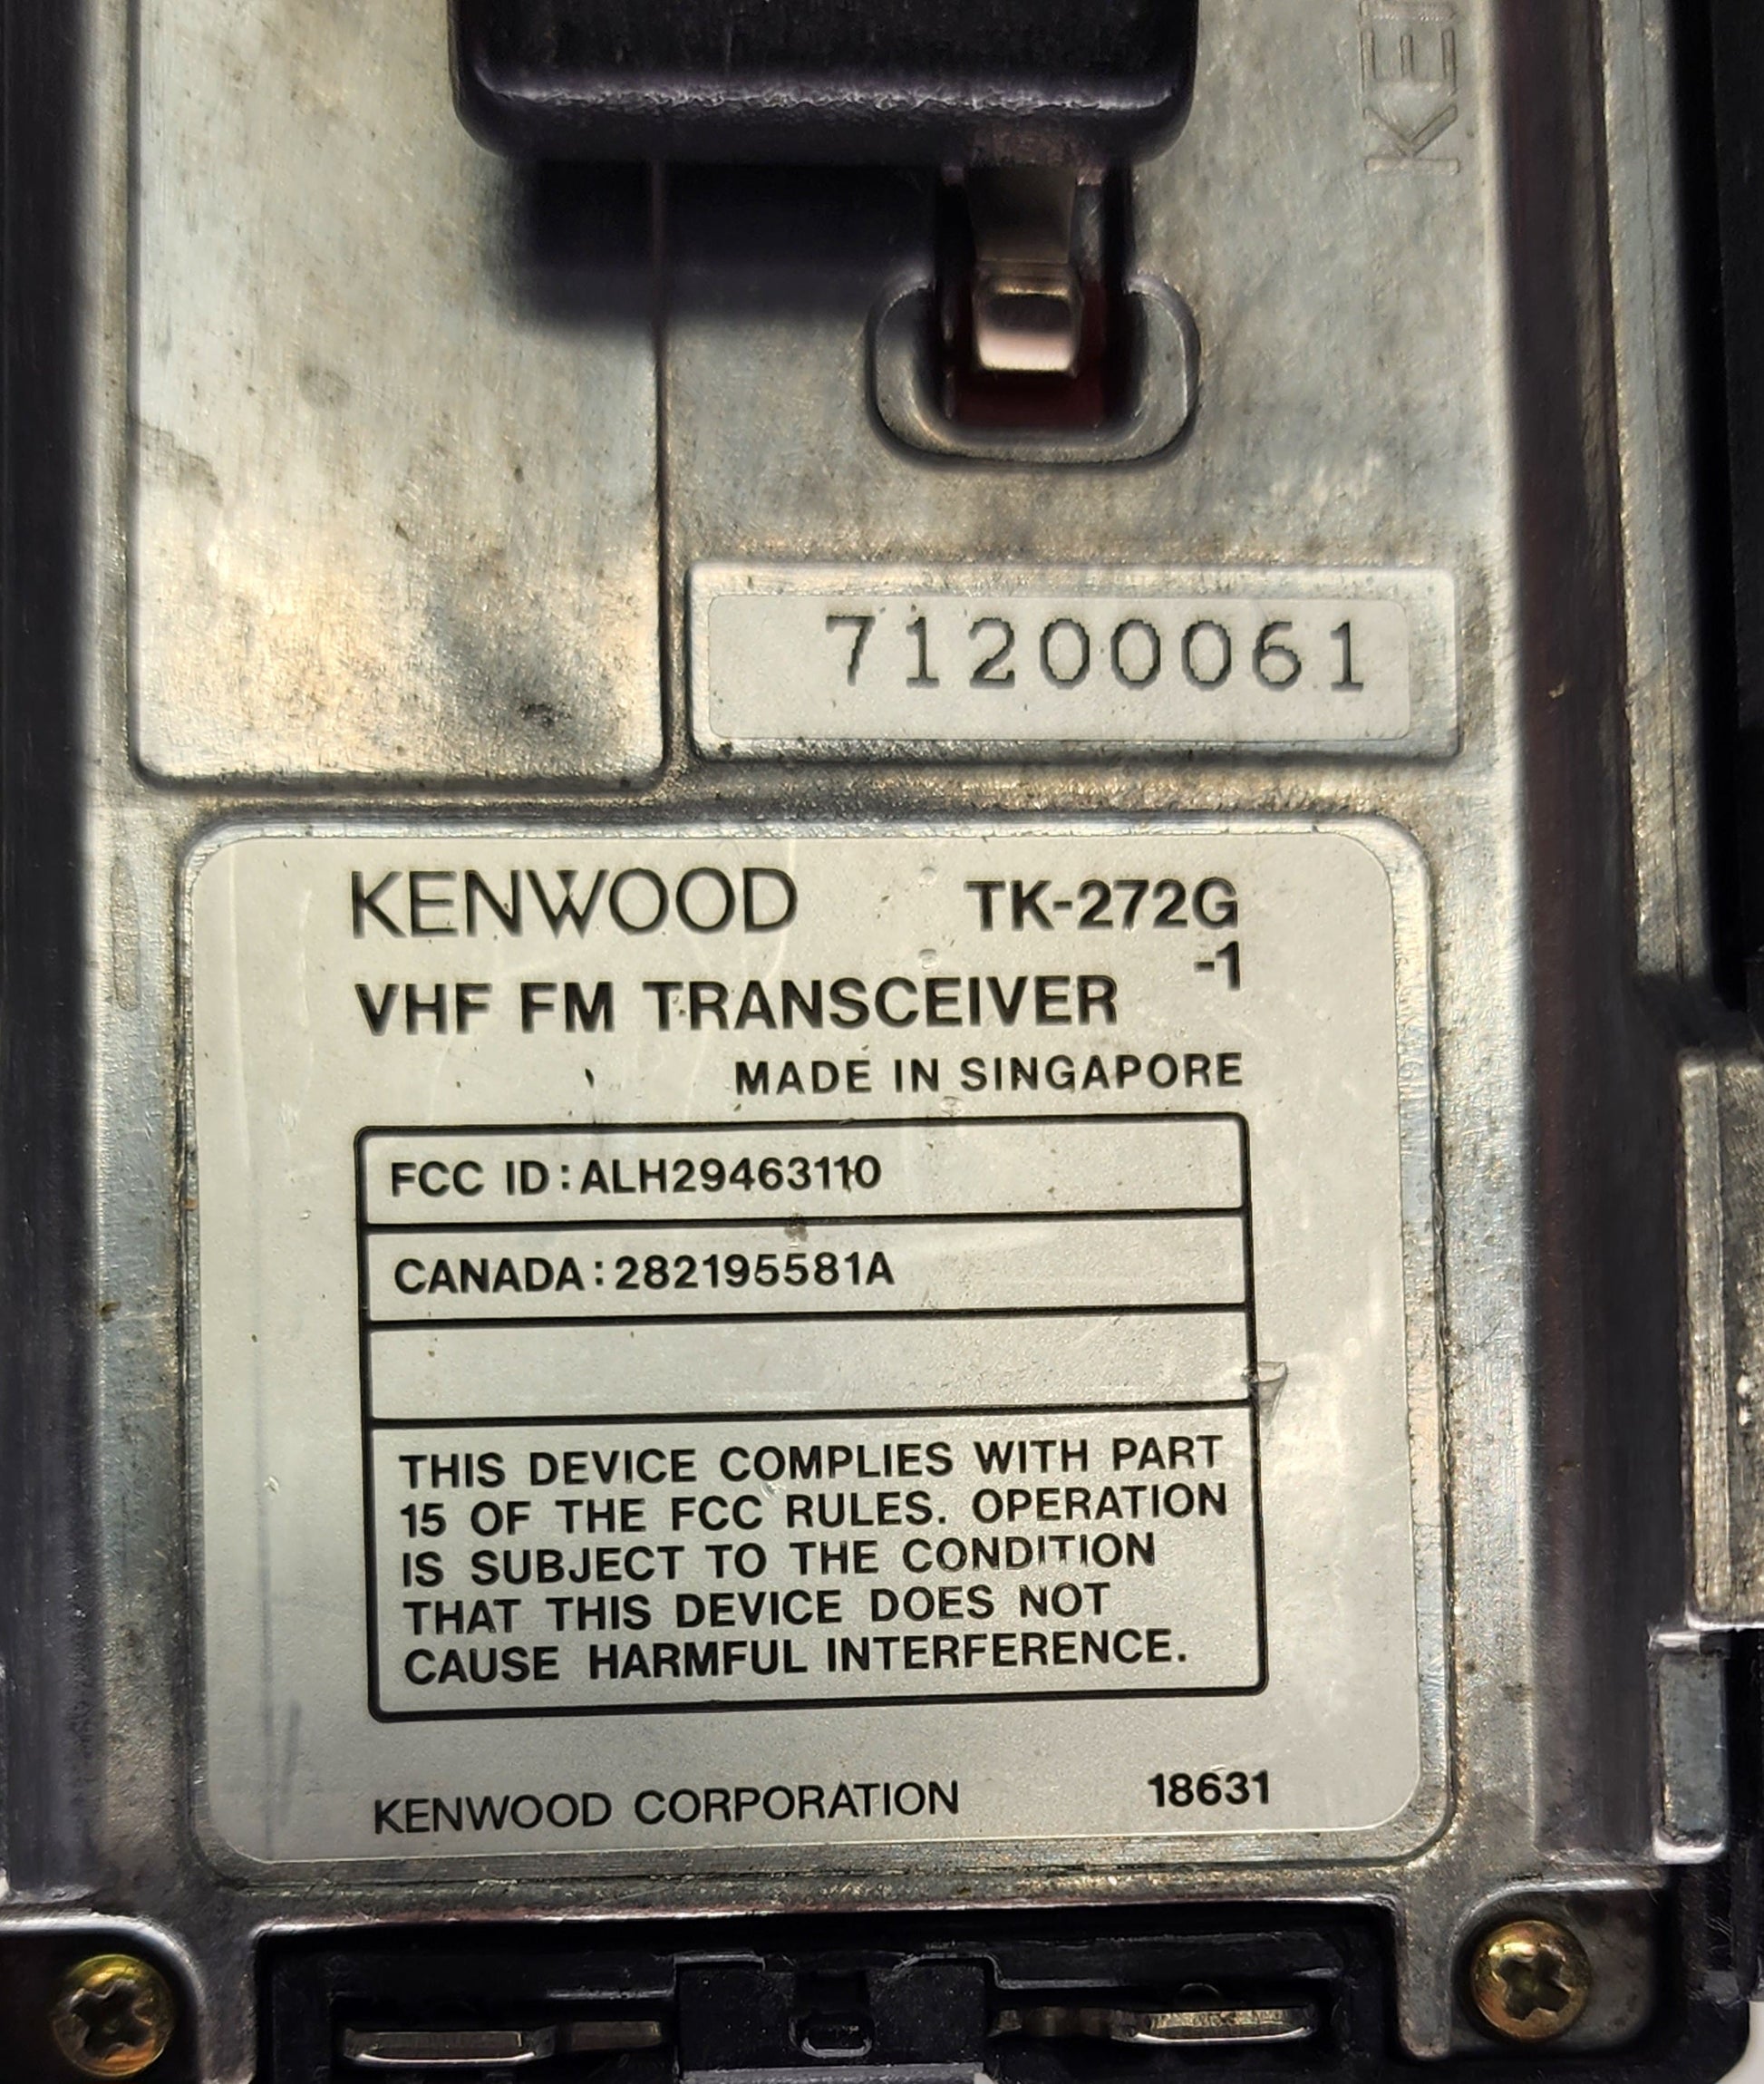 KEN
71200061
KENWOOD TK-272G
-1
VHF FM TRANSCEIVER
MADE IN SINGAPORE
FCC ID : ALH29463110
CANADA : 282195581A
THIS DEVICE COMPLIES WITH PART
15 OF THE FCC RULES. OPERATION
IS SUBJECT TO THE CONDITION
THAT THIS DEVICE DOES NOT
CAUSE HARMFUL INTERFERENCE.
KENWOOD CORPORATION 18631